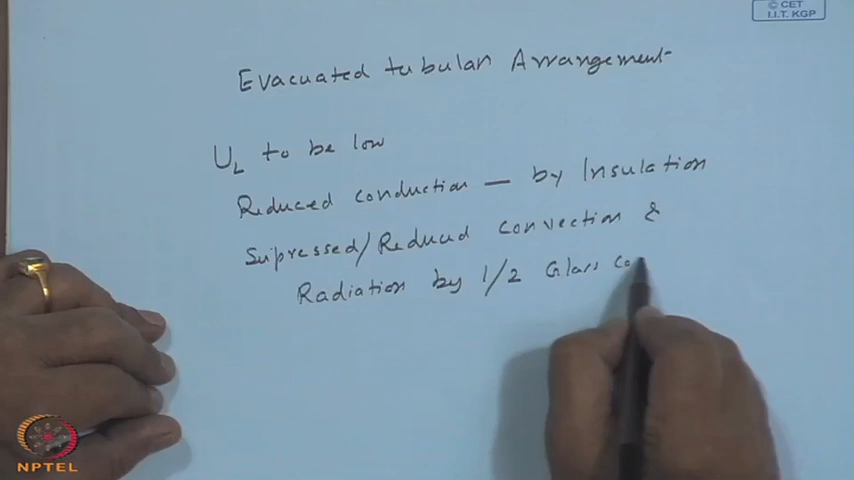 © CET
I.I.T. KGP
Evacuated tubular Arrangement
UL to be low
Reduced conduction — by Insulation
Supressed/Reduced convection &
Radiation by 1/2 Glass co
NPTEL